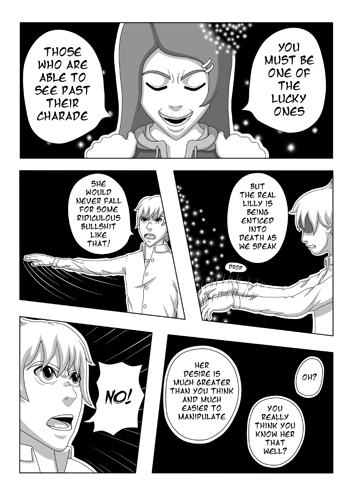 YOU
MUST BE
ONE OF
THE
LUCKY
ONES
THOSE
WHO ARE
ABLE TO
SEE PAST
THEIR
CHARADE
BUT
THE REAL
LILLY IS
BEING
ENTICED
INTO
DEATH AS
WE SPEAK
DROP
SHE
WOULD
NEVER FALL
FOR SOME
RIDICULOUS
BULLSHIT
LIKE
THAT!
OH?
YOU
REALLY
THINK YOU
KNOW HER
THAT
WELL?
HER
DESIRE IS
MUCH GREATER
THAN YOU THINK
AND MUCH
EASIER TO
MANIPULATE
NO!